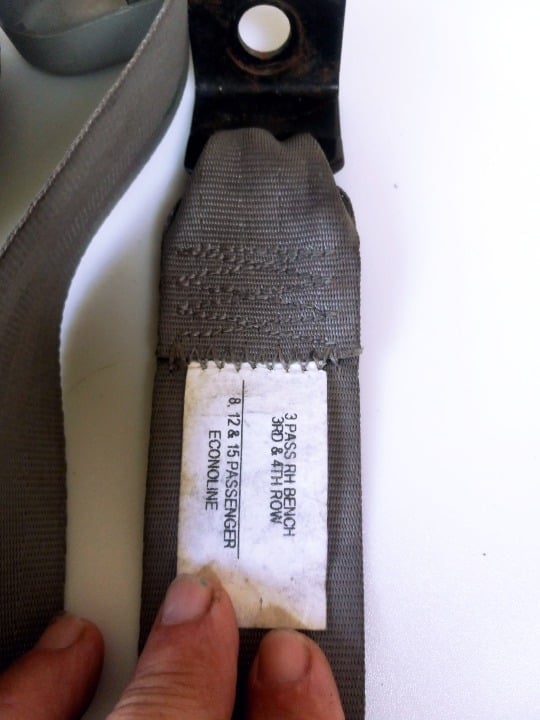 3 PASS RH BENCH
3RD & 4TH ROW
8, 12 & 15 PASSENGER
ECONOLINE